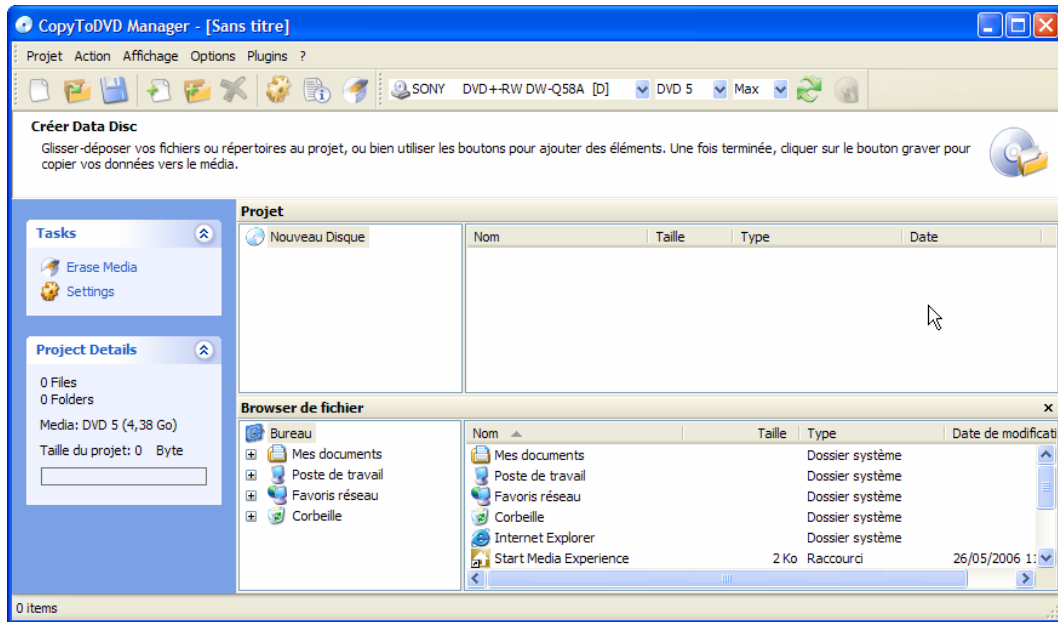 CopyToDVD Manager - [Sans titre]
Projet Action Affichage Options Plugins ?
SONY DVD+-RW DW-Q58A [D] DVD 5 Max
Créer Data Disc
Glisser-déposer vos fichiers ou répertoires au projet, ou bien utiliser les boutons pour ajouter des éléments. Une fois terminée, cliquer sur le bouton graver pour
copier vos données vers le média.
Tasks
Erase Media
Settings
Project Details
0 Files
0 Folders
Media: DVD 5 (4,38 Go)
Taille du projet: 0 Byte
Projet
Nouveau Disque
Nom Taille Type Date
Browser de fichier
Bureau
Mes documents
Poste de travail
Favoris réseau
Corbeille
Nom Taille Type Date de modificati
Mes documents Dossier système
Poste de travail Dossier système
Favoris réseau Dossier système
Corbeille Dossier système
Internet Explorer Dossier système
Start Media Experience 2 Ko Raccourci 26/05/2006 11:
0 items